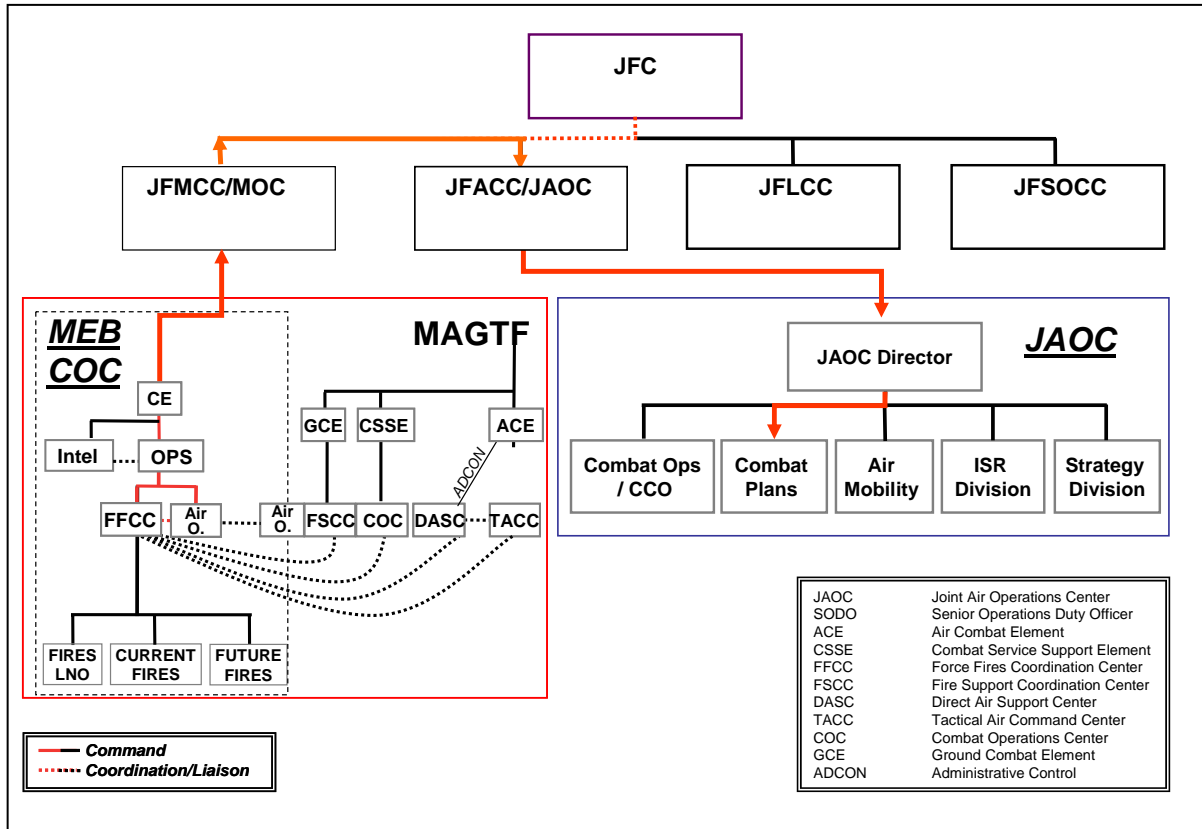 JFC
JFMCC/MOC
JFACC/JAOC
JFLCC
JFSOCC
MEB
COC
MAGTF
CE
Intel
OPS
FFCC
Air
O.
FIRES
LNO
CURRENT
FIRES
FUTURE
FIRES
GCE
CSSE
ACE
ADCON
Air
O.
FSCC
COC
DASC
TACC
JAOC
JAOC Director
Combat Ops
/ CCO
Combat
Plans
Air
Mobility
ISR
Division
Strategy
Division
Command
Coordination/Liaison
JAOC Joint Air Operations Center
SODO Senior Operations Duty Officer
ACE Air Combat Element
CSSE Combat Service Support Element
FFCC Force Fires Coordination Center
FSCC Fire Support Coordination Center
DASC Direct Air Support Center
TACC Tactical Air Command Center
COC Combat Operations Center
GCE Ground Combat Element
ADCON Administrative Control